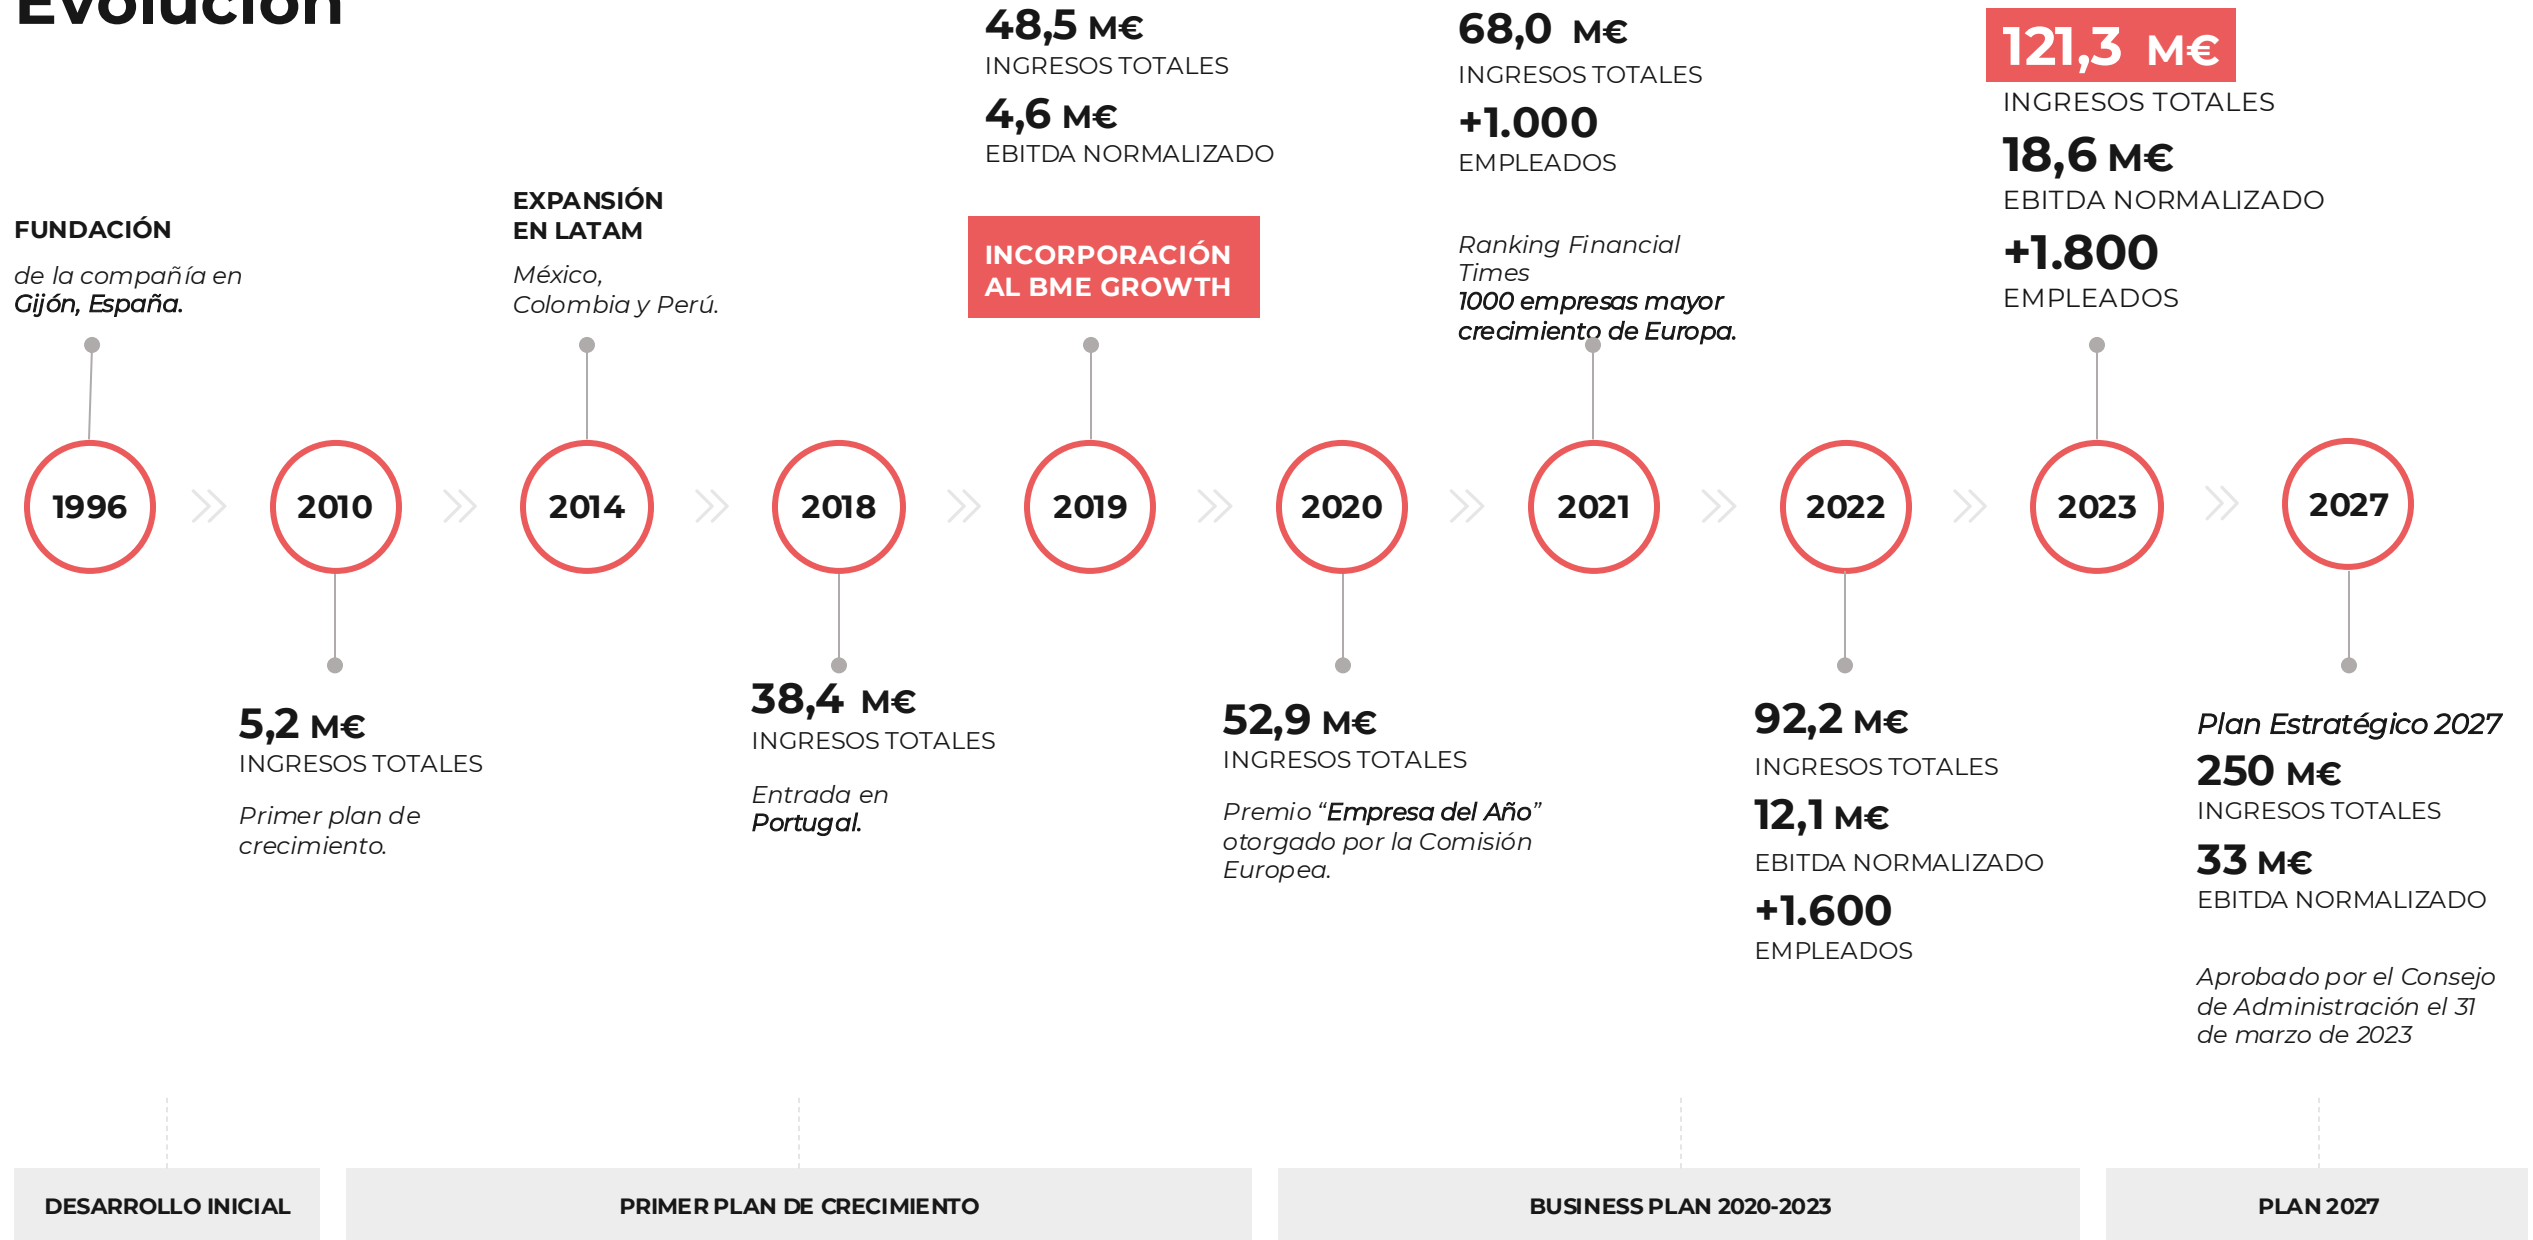 Evolución
48,5 M€
INGRESOS TOTALES
4,6 M€
EBITDA NORMALIZADO
68,0 M€
INGRESOS TOTALES
+1.000
EMPLEADOS
121,3 M€
INGRESOS TOTALES
18,6 M€
EBITDA NORMALIZADO
+1.800
EMPLEADOS
FUNDACIÓN
de la compañía en
Gijón, España.
EXPANSIÓN
EN LATAM
México,
Colombia y Perú.
INCORPORACIÓN
AL BME GROWTH
Ranking Financial
Times
1000 empresas mayor
crecimiento de Europa.
1996
2010
2014
2018
2019
2020
2021
2022
2023
2027
5,2 M€
INGRESOS TOTALES
Primer plan de
crecimiento.
38,4 M€
INGRESOS TOTALES
Entrada en
Portugal.
52,9 M€
INGRESOS TOTALES
Premio “Empresa del Año”
otorgado por la Comisión
Europea.
92,2 M€
INGRESOS TOTALES
12,1 M€
EBITDA NORMALIZADO
+1.600
EMPLEADOS
Plan Estratégico 2027
250 M€
INGRESOS TOTALES
33 M€
EBITDA NORMALIZADO
Aprobado por el Consejo
de Administración el 31
de marzo de 2023
DESARROLLO INICIAL
PRIMER PLAN DE CRECIMIENTO
BUSINESS PLAN 2020-2023
PLAN 2027